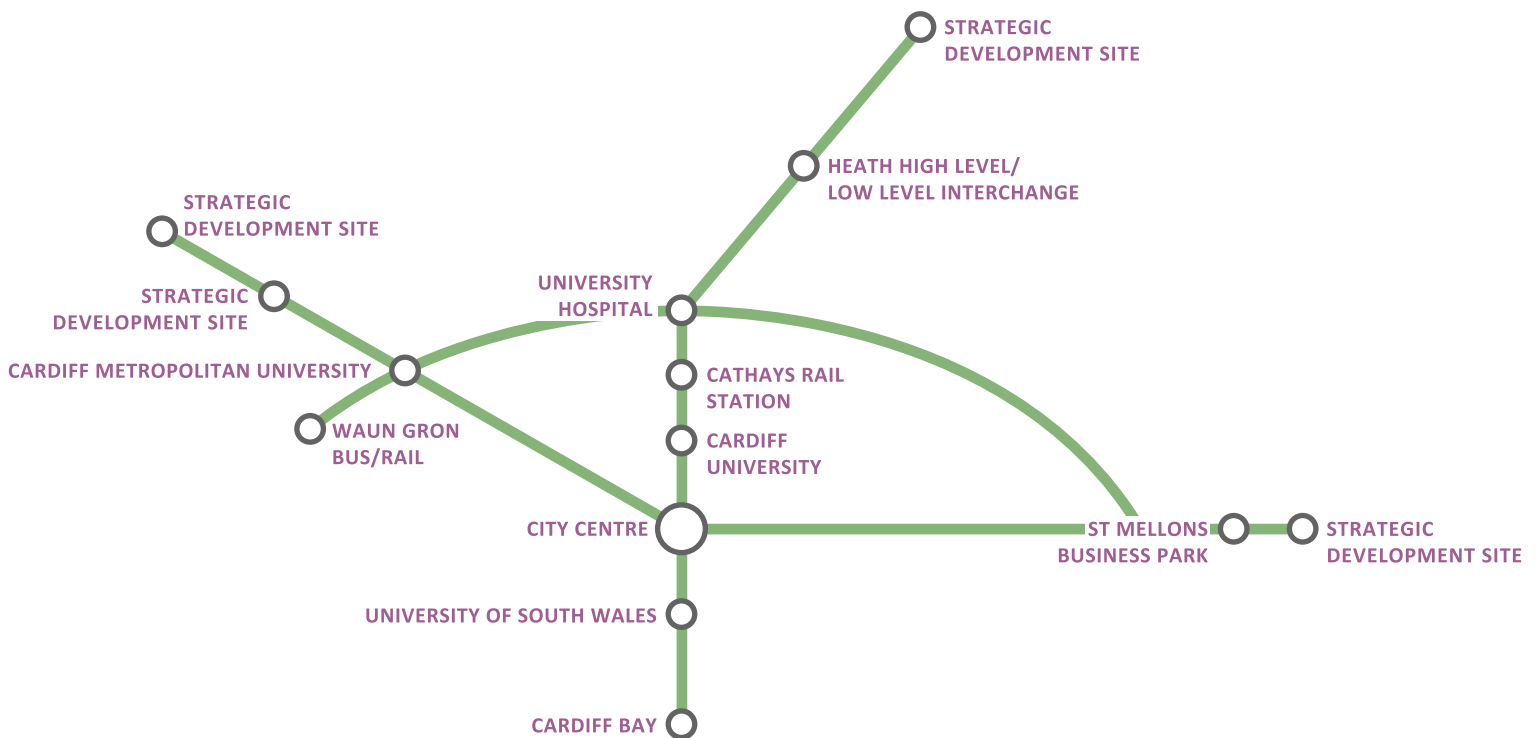 STRATEGIC
DEVELOPMENT SITE
HEATH HIGH LEVEL/
LOW LEVEL INTERCHANGE
STRATEGIC
DEVELOPMENT SITE
STRATEGIC
DEVELOPMENT SITE
UNIVERSITY
HOSPITAL
CARDIFF METROPOLITAN UNIVERSITY
CATHAYS RAIL
STATION
WAUN GRON
BUS/RAIL
CARDIFF
UNIVERSITY
CITY CENTRE
ST MELLONS
BUSINESS PARK
STRATEGIC
DEVELOPMENT SITE
UNIVERSITY OF SOUTH WALES
CARDIFF BAY